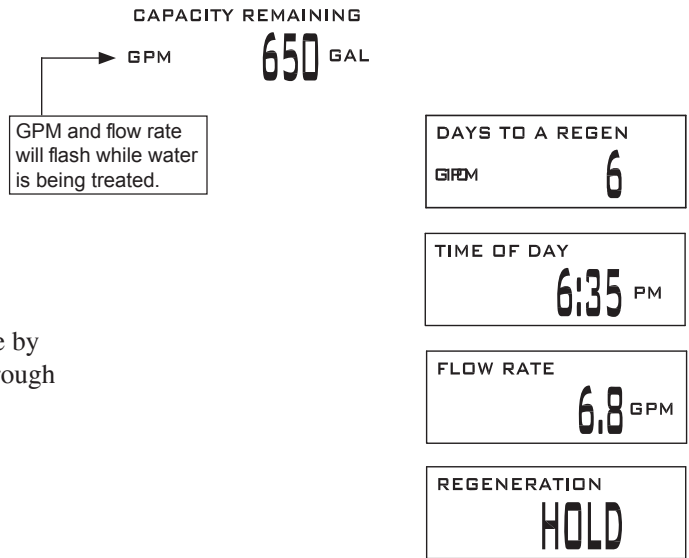 CAPACITY REMAINING
GPM 650 GAL
GPM and flow rate
will flash while water
is being treated.
DAYS TO A REGEN
6
TIME OF DAY
6:35 PM
e by
rough
FLOW RATE
6.8 GPM
REGENERATION
HOLD